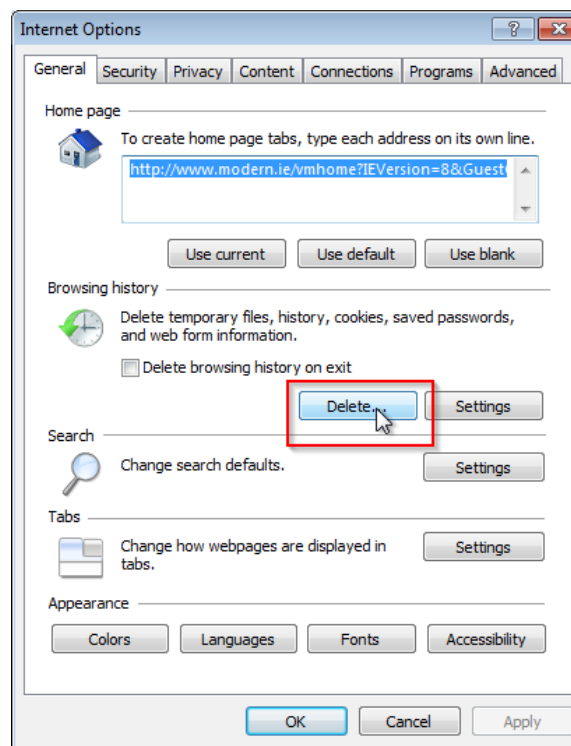 Internet Options
General Security Privacy Content Connections Programs Advanced
Home page
To create home page tabs, type each address on its own line.
http://www.modern.ie/vmhome?IEVersion=8&Guest
Use current Use default Use blank
Browsing history
Delete temporary files, history, cookies, saved passwords,
and web form information.
Delete browsing history on exit
Delete... Settings
Search
Change search defaults.
Settings
Tabs
Change how webpages are displayed in
tabs.
Settings
Appearance
Colors Languages Fonts Accessibility
OK Cancel Apply